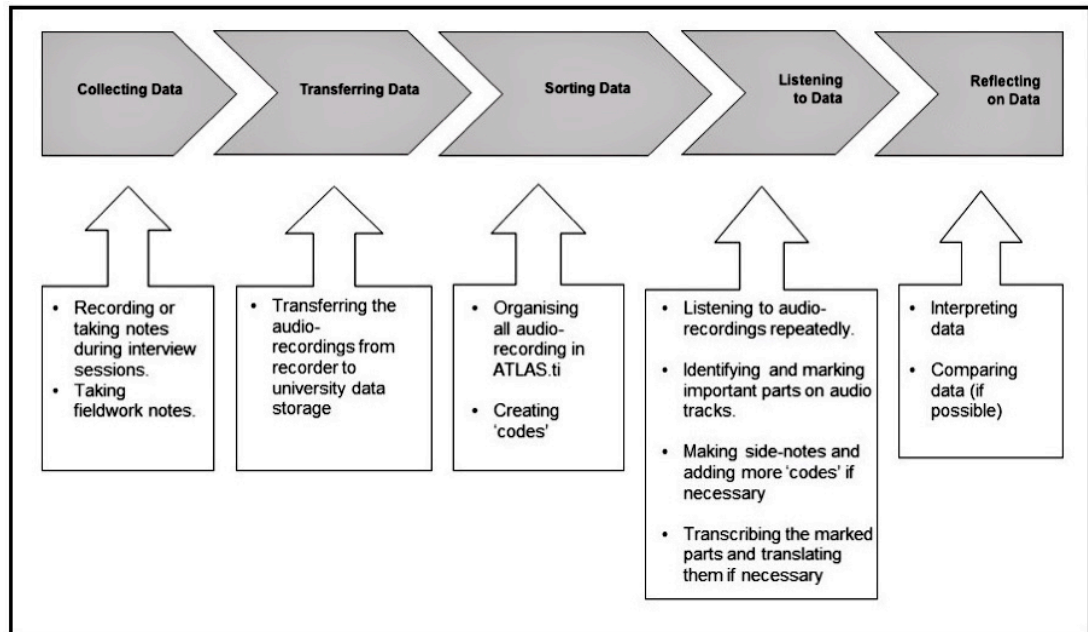 Collecting Data
Transferring Data
Sorting Data
Listening
to Data
Reflecting
on Data
• Recording or
taking notes
during interview
sessions.
• Taking
fieldwork notes.
• Transferring the
audio-
recordings from
recorder to
university data
storage
• Organising
all audio-
recording in
ATLAS.ti
• Creating
‘codes’
• Listening to audio-
recordings repeatedly.
• Identifying and marking
important parts on audio
tracks.
• Making side-notes and
adding more ‘codes’ if
necessary
• Transcribing the marked
parts and translating
them if necessary
• Interpreting
data
• Comparing
data (if
possible)